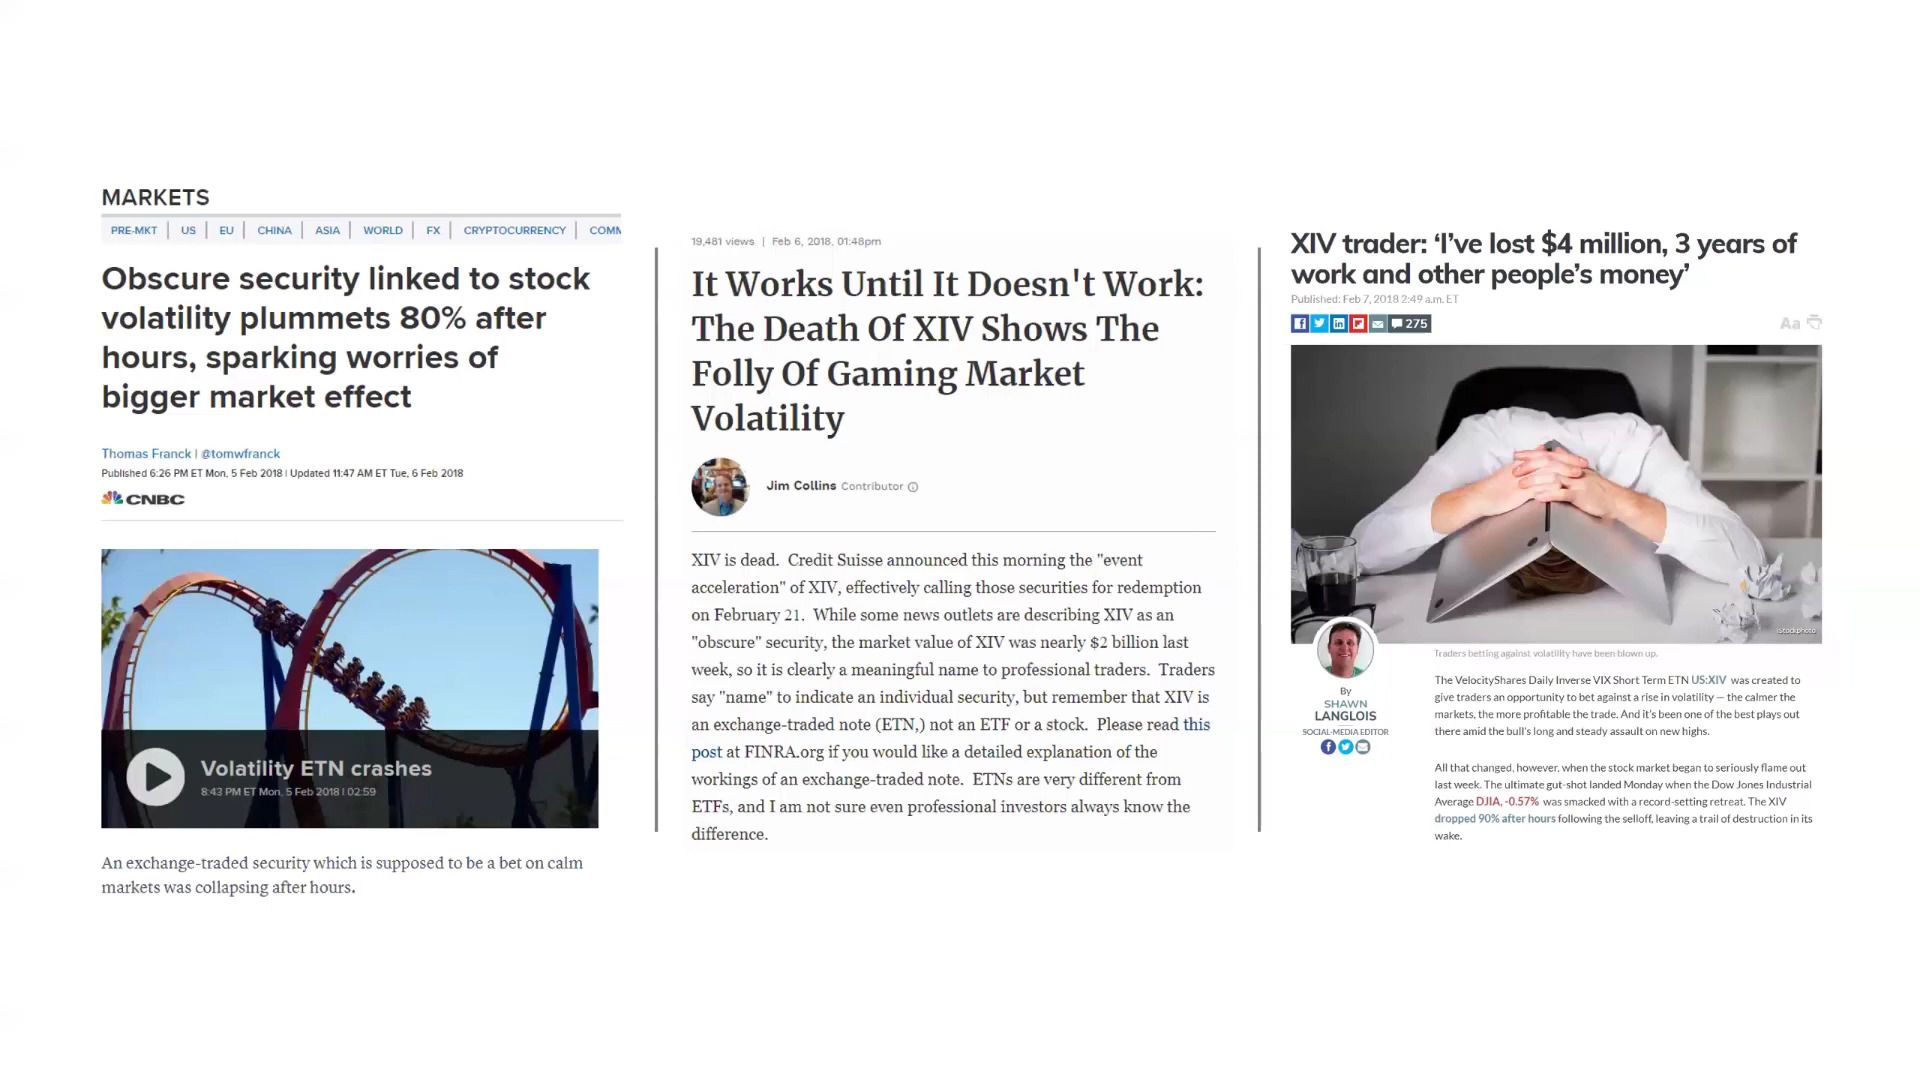 MARKETS
PRE-MKT | US | EU | CHINA | ASIA | WORLD | FX | CRYPTOCURRENCY | COMM
Obscure security linked to stock
volatility plummets 80% after
hours, sparking worries of
bigger market effect
Thomas Franck | @tomwfranck
Published 6:26 PM ET Mon, 5 Feb 2018 | Updated 11:47 AM ET Tue, 6 Feb 2018
CNBC
Volatility ETN crashes
8:43 PM ET Mon, 5 Feb 2018 | 02:59
An exchange-traded security which is supposed to be a bet on calm
markets was collapsing after hours.
19,481 views | Feb 6, 2018, 01:48pm
It Works Until It Doesn't Work:
The Death Of XIV Shows The
Folly Of Gaming Market
Volatility
Jim Collins Contributor
XIV is dead. Credit Suisse announced this morning the "event
acceleration" of XIV, effectively calling those securities for redemption
on February 21. While some news outlets are describing XIV as an
"obscure" security, the market value of XIV was nearly $2 billion last
week, so it is clearly a meaningful name to professional traders. Traders
say "name" to indicate an individual security, but remember that XIV is
an exchange-traded note (ETN,) not an ETF or a stock. Please read this
post at FINRA.org if you would like a detailed explanation of the
workings of an exchange-traded note. ETNs are very different from
ETFs, and I am not sure even professional investors always know the
difference.
XIV trader: ‘I’ve lost $4 million, 3 years of
work and other people’s money’
Published: Feb 7, 2018 2:49 a.m. ET
275
Aa
iStockphoto
Traders betting against volatility have been blown up.
By
SHAWN
LANGLOIS
SOCIAL-MEDIA EDITOR
The VelocityShares Daily Inverse VIX Short Term ETN US:XIV was created to
give traders an opportunity to bet against a rise in volatility — the calmer the
markets, the more profitable the trade. And it’s been one of the best plays out
there amid the bull’s long and steady assault on new highs.
All that changed, however, when the stock market began to seriously flame out
last week. The ultimate gut-shot landed Monday when the Dow Jones Industrial
Average DJIA, -0.57% was smacked with a record-setting retreat. The XIV
dropped 90% after hours following the selloff, leaving a trail of destruction in its
wake.